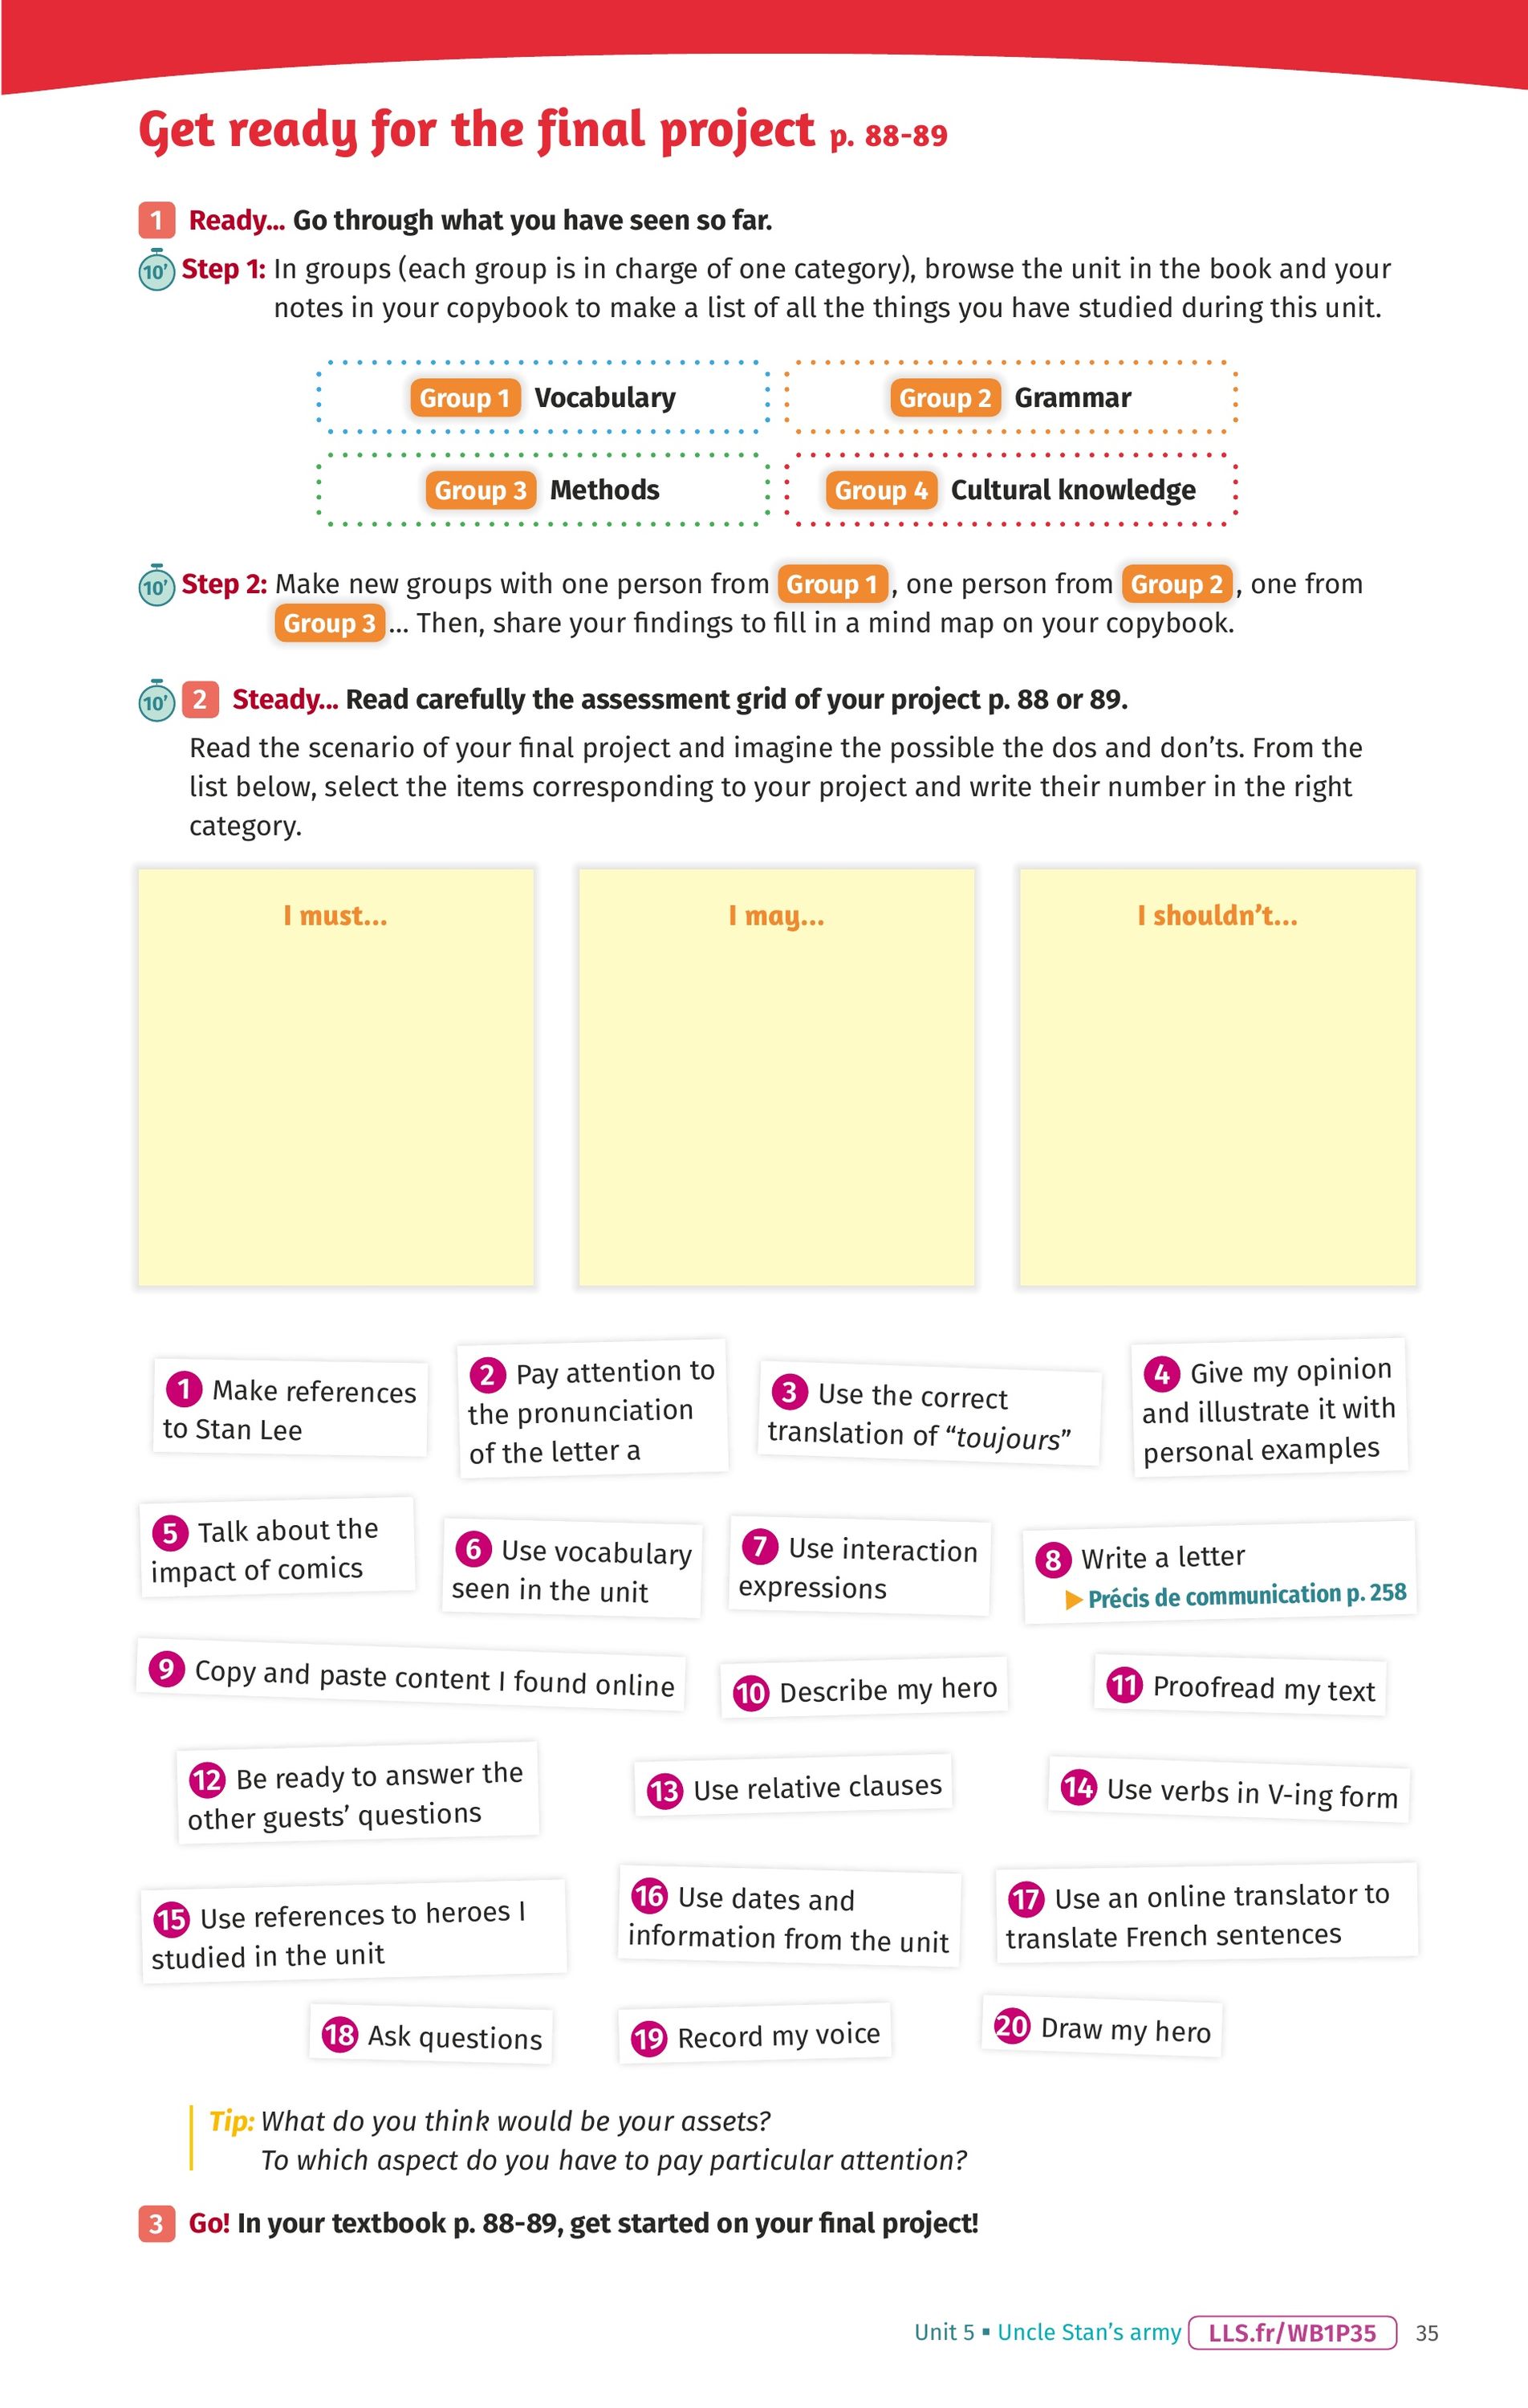 Get ready for the final project p. 88-89
1 Ready... Go through what you have seen so far.
10’ Step 1: In groups (each group is in charge of one category), browse the unit in the book and your
notes in your copybook to make a list of all the things you have studied during this unit.
Group 1 Vocabulary
Group 2 Grammar
Group 3 Methods
Group 4 Cultural knowledge
10’ Step 2: Make new groups with one person from Group 1, one person from Group 2, one from
Group 3... Then, share your findings to fill in a mind map on your copybook.
10’ 2 Steady... Read carefully the assessment grid of your project p. 88 or 89.
Read the scenario of your final project and imagine the possible the dos and don’ts. From the
list below, select the items corresponding to your project and write their number in the right
category.
I must...
I may...
I shouldn’t...
1 Make references
to Stan Lee
2 Pay attention to
the pronunciation
of the letter a
3 Use the correct
translation of “toujours”
4 Give my opinion
and illustrate it with
personal examples
5 Talk about the
impact of comics
6 Use vocabulary
seen in the unit
7 Use interaction
expressions
8 Write a letter
▶ Précis de communication p. 258
9 Copy and paste content I found online
10 Describe my hero
11 Proofread my text
12 Be ready to answer the
other guests’ questions
13 Use relative clauses
14 Use verbs in V-ing form
15 Use references to heroes I
studied in the unit
16 Use dates and
information from the unit
17 Use an online translator to
translate French sentences
18 Ask questions
19 Record my voice
20 Draw my hero
Tip: What do you think would be your assets?
To which aspect do you have to pay particular attention?
3 Go! In your textbook p. 88-89, get started on your final project!
Unit 5 ▪ Uncle Stan’s army LLS.fr/WB1P35 35